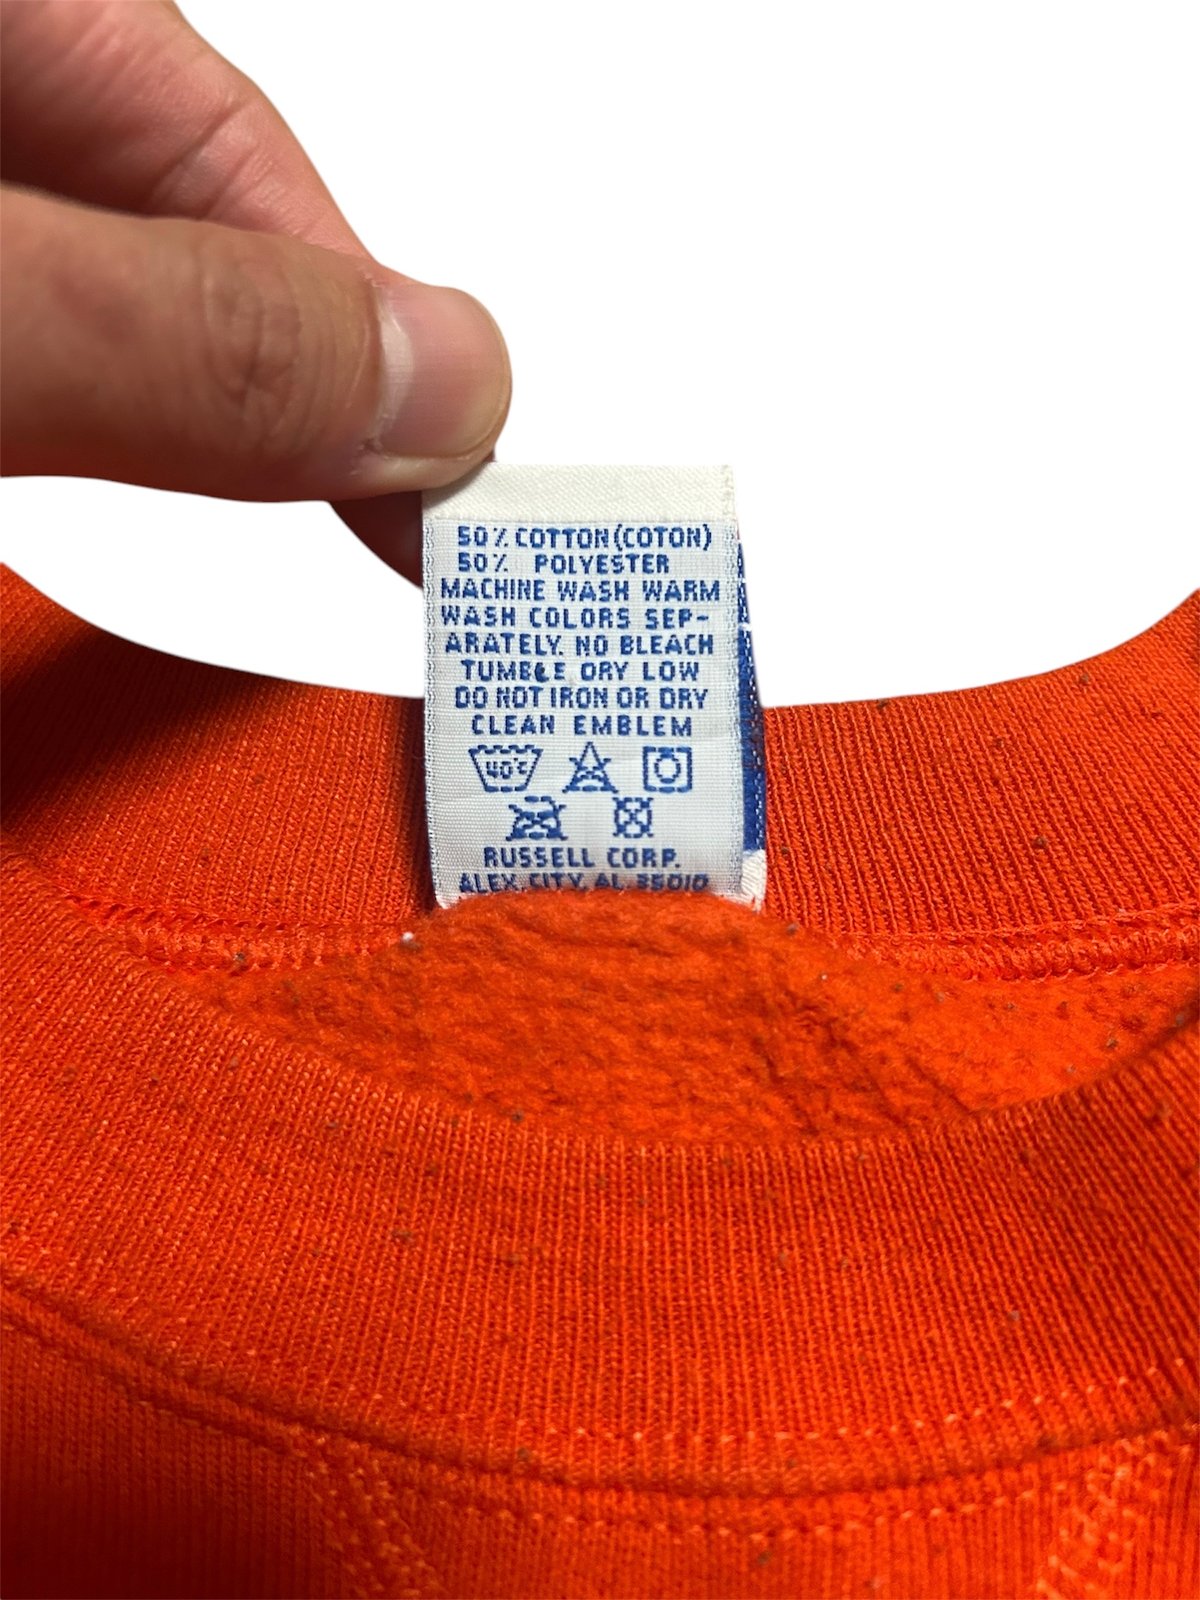 50% COTTON (COTON)
50% POLYESTER
MACHINE WASH WARM
WASH COLORS SEP-
ARATELY. NO BLEACH
TUMBLE DRY LOW
DO NOT IRON OR DRY
CLEAN EMBLEM
40°C
RUSSELL CORP.
ALEX. CITY, AL 35010